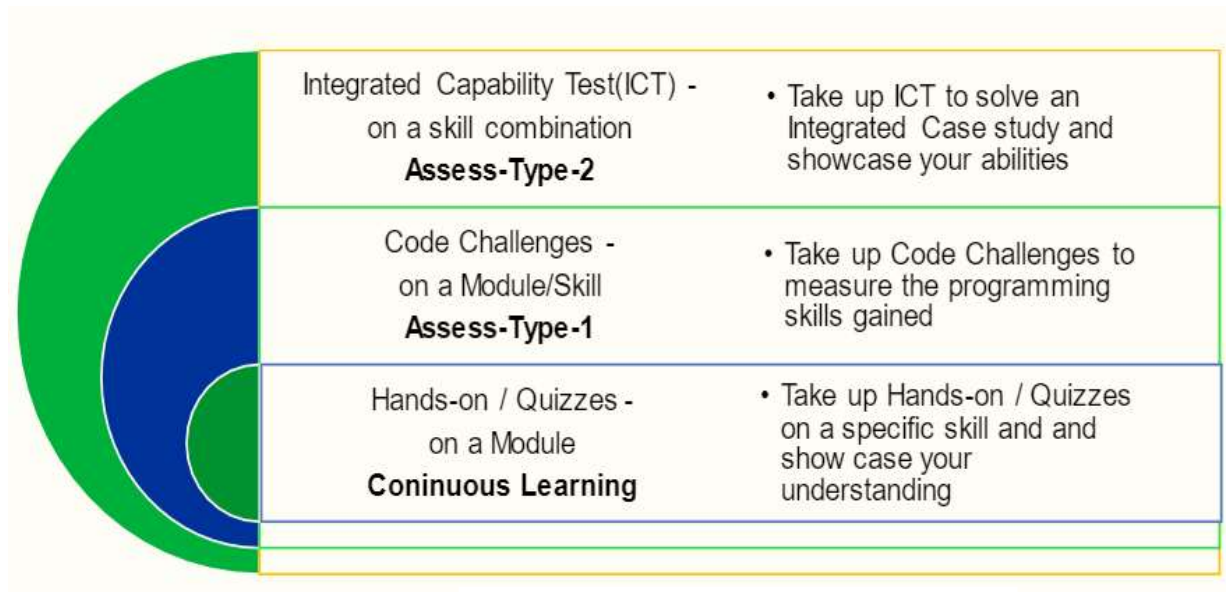 Integrated Capability Test(ICT) -
on a skill combination
Assess-Type-2
• Take up ICT to solve an
Integrated Case study and
showcase your abilities
Code Challenges -
on a Module/Skill
Assess-Type-1
• Take up Code Challenges to
measure the programming
skills gained
Hands-on / Quizzes -
on a Module
Coninuous Learning
• Take up Hands-on / Quizzes
on a specific skill and and
show case your
understanding